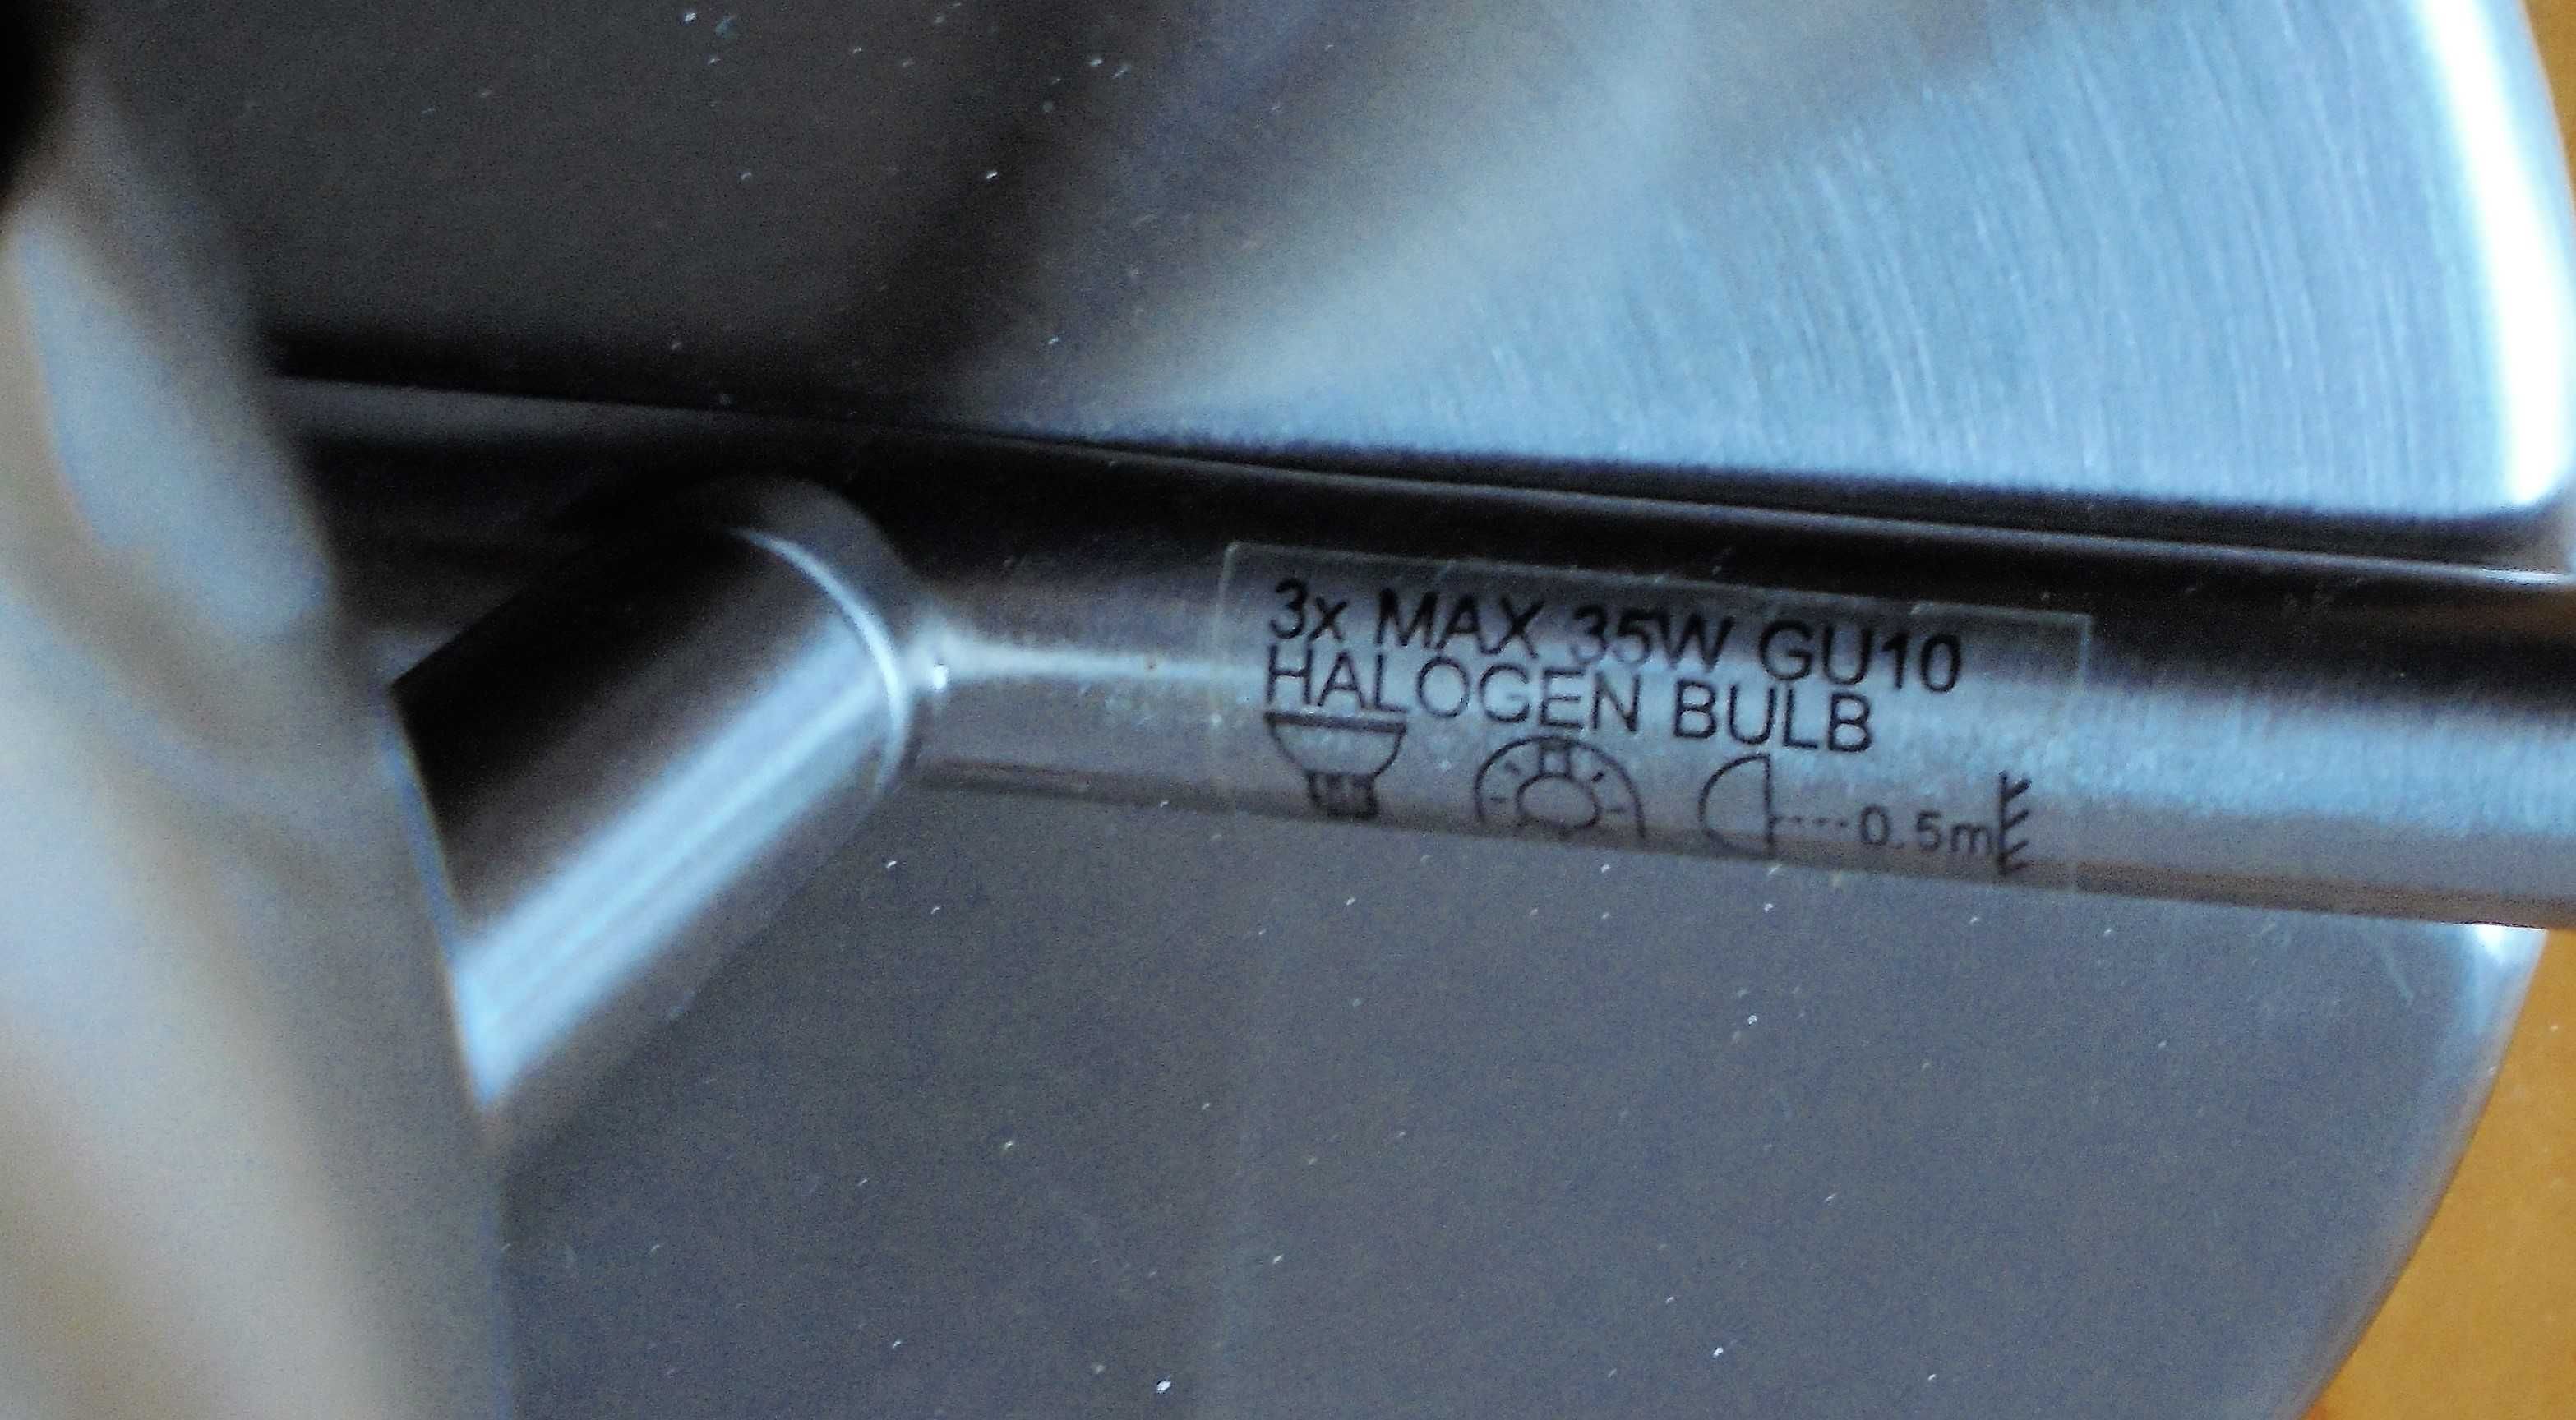 3x MAX 35W GU10
HALOGEN BULB
0.5m